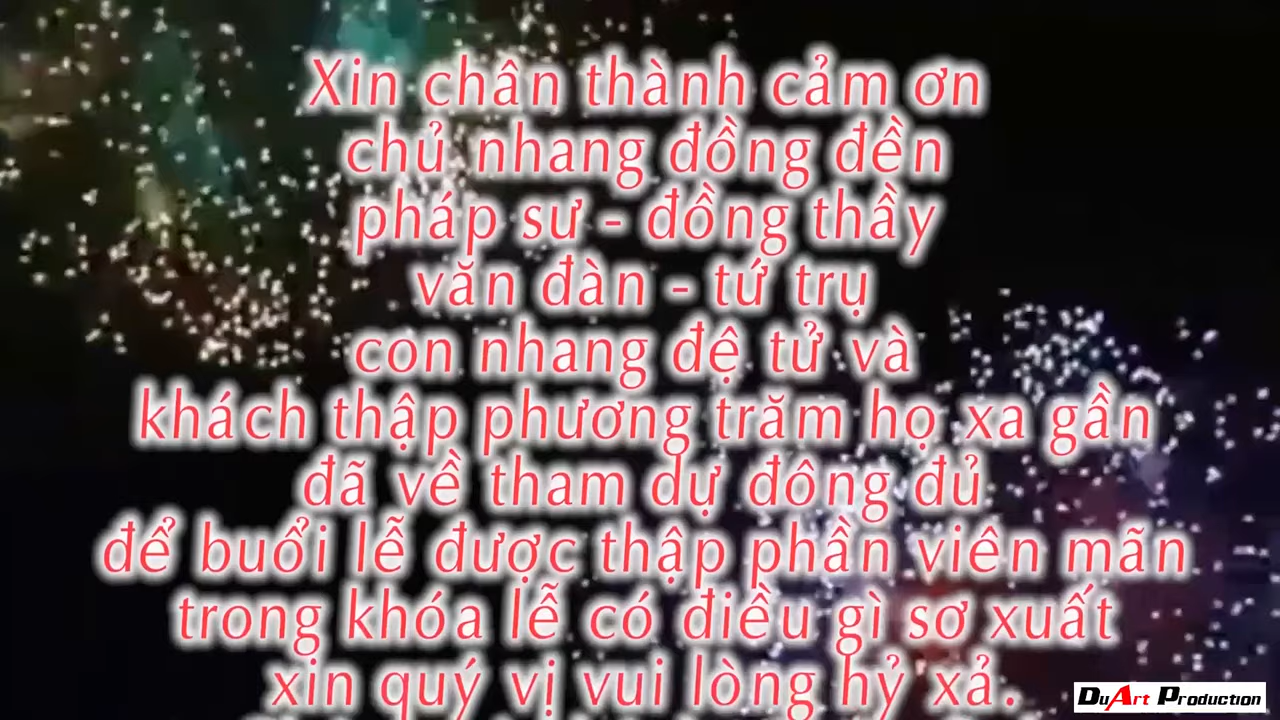 Xin chân thành cảm ơn
chủ nhang đồng đền
pháp sư - đồng thầy
văn đàn - tứ trụ
con nhang đệ tử và
khách thập phương trăm họ xa gần
đã về tham dự đông đủ
để buổi lễ được thập phần viên mãn
trong khóa lễ có điều gì sơ xuất
xin quý vị vui lòng hỷ xả.
DuArt Production